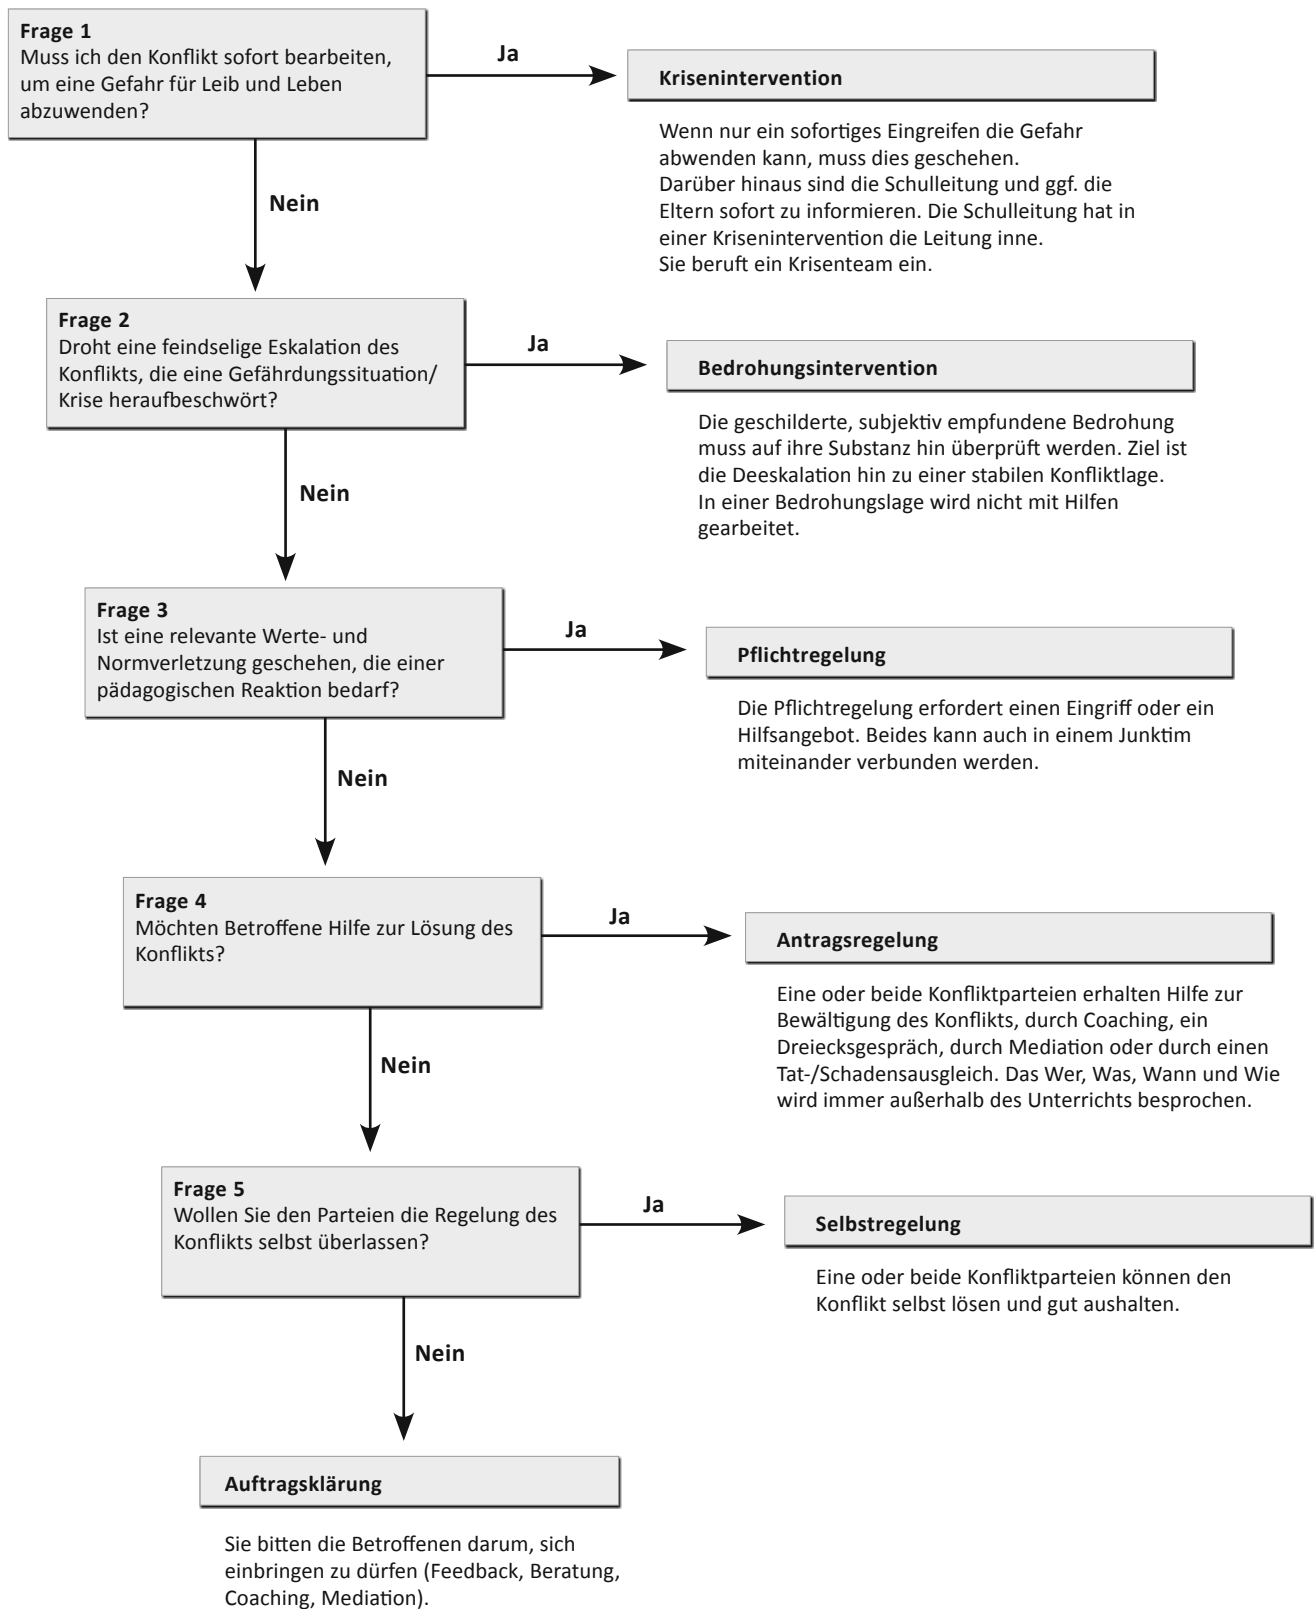 Frage 1
Muss ich den Konflikt sofort bearbeiten,
um eine Gefahr für Leib und Leben
abzuwenden?
Ja
Krisenintervention
Wenn nur ein sofortiges Eingreifen die Gefahr
abwenden kann, muss dies geschehen.
Darüber hinaus sind die Schulleitung und ggf. die
Eltern sofort zu informieren. Die Schulleitung hat in
einer Krisenintervention die Leitung inne.
Sie beruft ein Krisenteam ein.
Nein
Frage 2
Droht eine feindselige Eskalation des
Konflikts, die eine Gefährdungssituation/
Krise heraufbeschwört?
Ja
Bedrohungsintervention
Die geschilderte, subjektiv empfundene Bedrohung
muss auf ihre Substanz hin überprüft werden. Ziel ist
die Deeskalation hin zu einer stabilen Konfliktlage.
In einer Bedrohungslage wird nicht mit Hilfen
gearbeitet.
Nein
Frage 3
Ist eine relevante Werte- und
Normverletzung geschehen, die einer
pädagogischen Reaktion bedarf?
Ja
Pflichtregelung
Die Pflichtregelung erfordert einen Eingriff oder ein
Hilfsangebot. Beides kann auch in einem Junktim
miteinander verbunden werden.
Nein
Frage 4
Möchten Betroffene Hilfe zur Lösung des
Konflikts?
Ja
Antragsregelung
Eine oder beide Konfliktparteien erhalten Hilfe zur
Bewältigung des Konflikts, durch Coaching, ein
Dreiecksgespräch, durch Mediation oder durch einen
Tat-/Schadensausgleich. Das Wer, Was, Wann und Wie
wird immer außerhalb des Unterrichts besprochen.
Nein
Frage 5
Wollen Sie den Parteien die Regelung des
Konflikts selbst überlassen?
Ja
Selbstregelung
Eine oder beide Konfliktparteien können den
Konflikt selbst lösen und gut aushalten.
Nein
Auftragsklärung
Sie bitten die Betroffenen darum, sich
einbringen zu dürfen (Feedback, Beratung,
Coaching, Mediation).